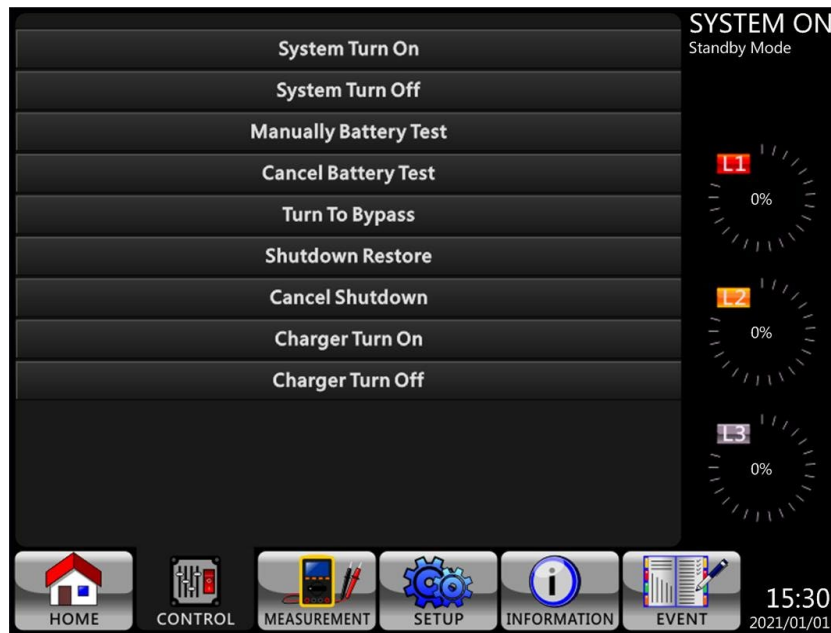 SYSTEM ON
Standby Mode
System Turn On
System Turn Off
Manually Battery Test
Cancel Battery Test
Turn To Bypass
Shutdown Restore
Cancel Shutdown
Charger Turn On
Charger Turn Off
L1
0%
L2
0%
L3
0%
HOME
CONTROL
MEASUREMENT
SETUP
INFORMATION
EVENT
15:30
2021/01/01